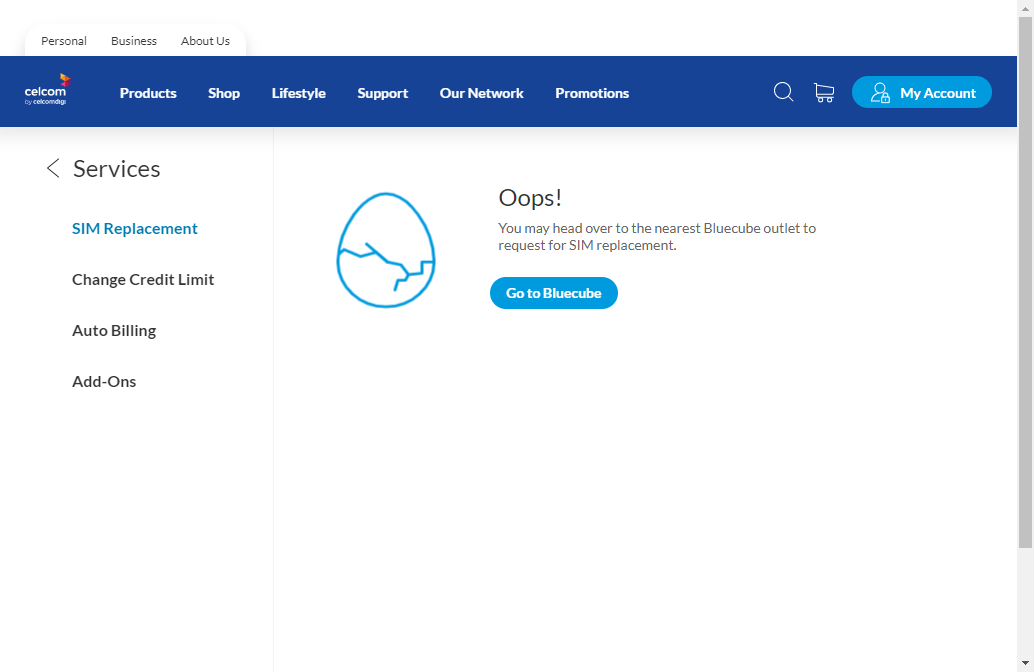 Personal Business About Us
celcom
by celcomdigi
Products Shop Lifestyle Support Our Network Promotions My Account
Services
SIM Replacement
Change Credit Limit
Auto Billing
Add-Ons
Oops!
You may head over to the nearest Bluecube outlet to
request for SIM replacement.
Go to Bluecube